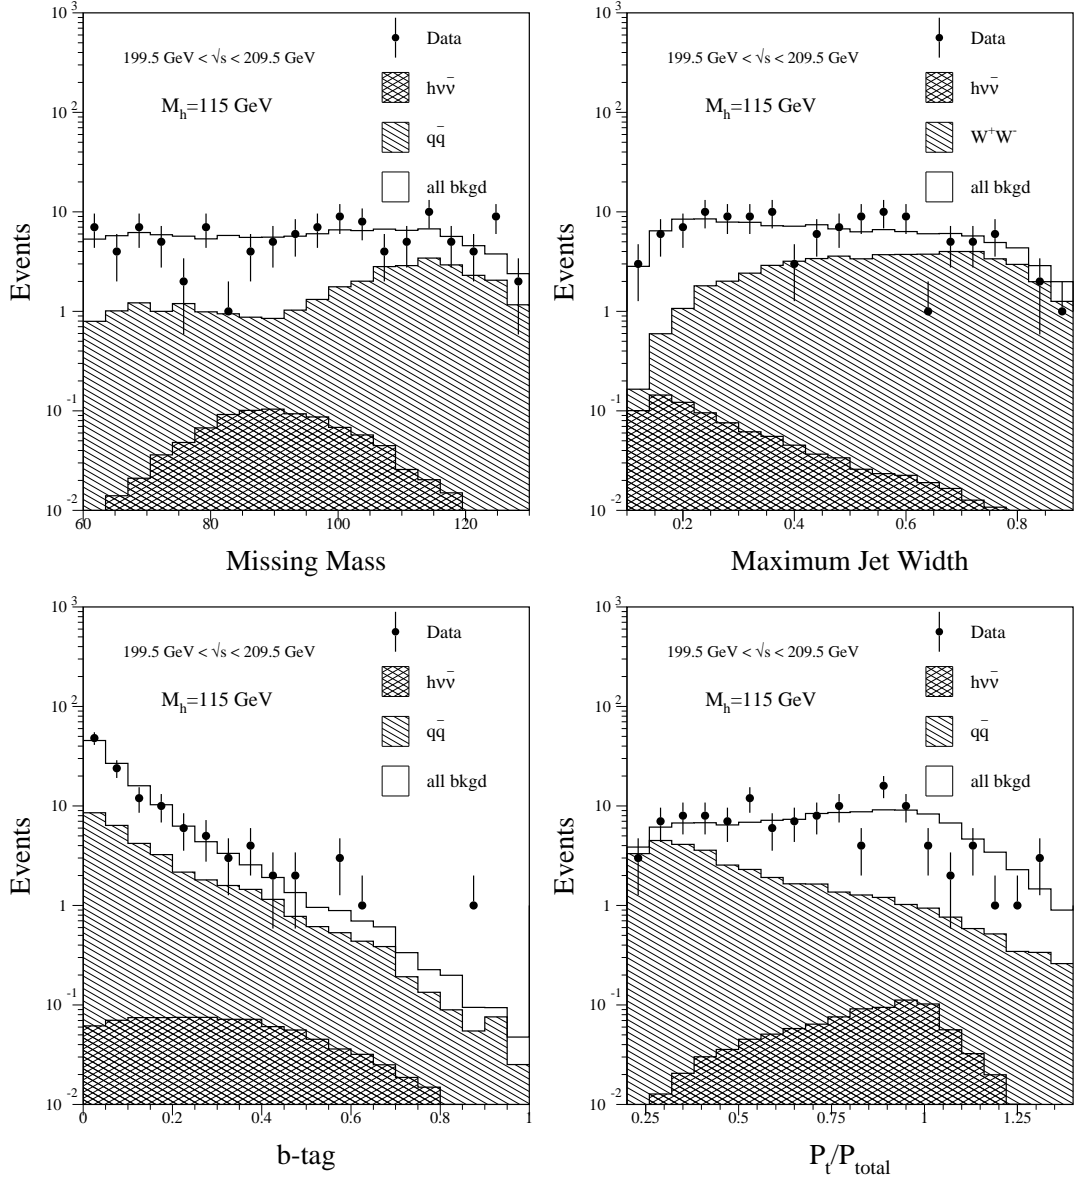 10³
10²
10
1
10⁻¹
10⁻²
Events
199.5 GeV < √s < 209.5 GeV
M_h=115 GeV
Data
hνν̄
qq̄
all bkgd
60 80 100 120
Missing Mass
10³
10²
10
1
10⁻¹
10⁻²
Events
199.5 GeV < √s < 209.5 GeV
M_h=115 GeV
Data
hνν̄
W⁺W⁻
all bkgd
0.2 0.4 0.6 0.8
Maximum Jet Width
10³
10²
10
1
10⁻¹
10⁻²
Events
199.5 GeV < √s < 209.5 GeV
M_h=115 GeV
Data
hνν̄
qq̄
all bkgd
0 0.2 0.4 0.6 0.8 1
b-tag
10³
10²
10
1
10⁻¹
10⁻²
Events
199.5 GeV < √s < 209.5 GeV
M_h=115 GeV
Data
hνν̄
qq̄
all bkgd
0.25 0.5 0.75 1 1.25
P_t/P_total